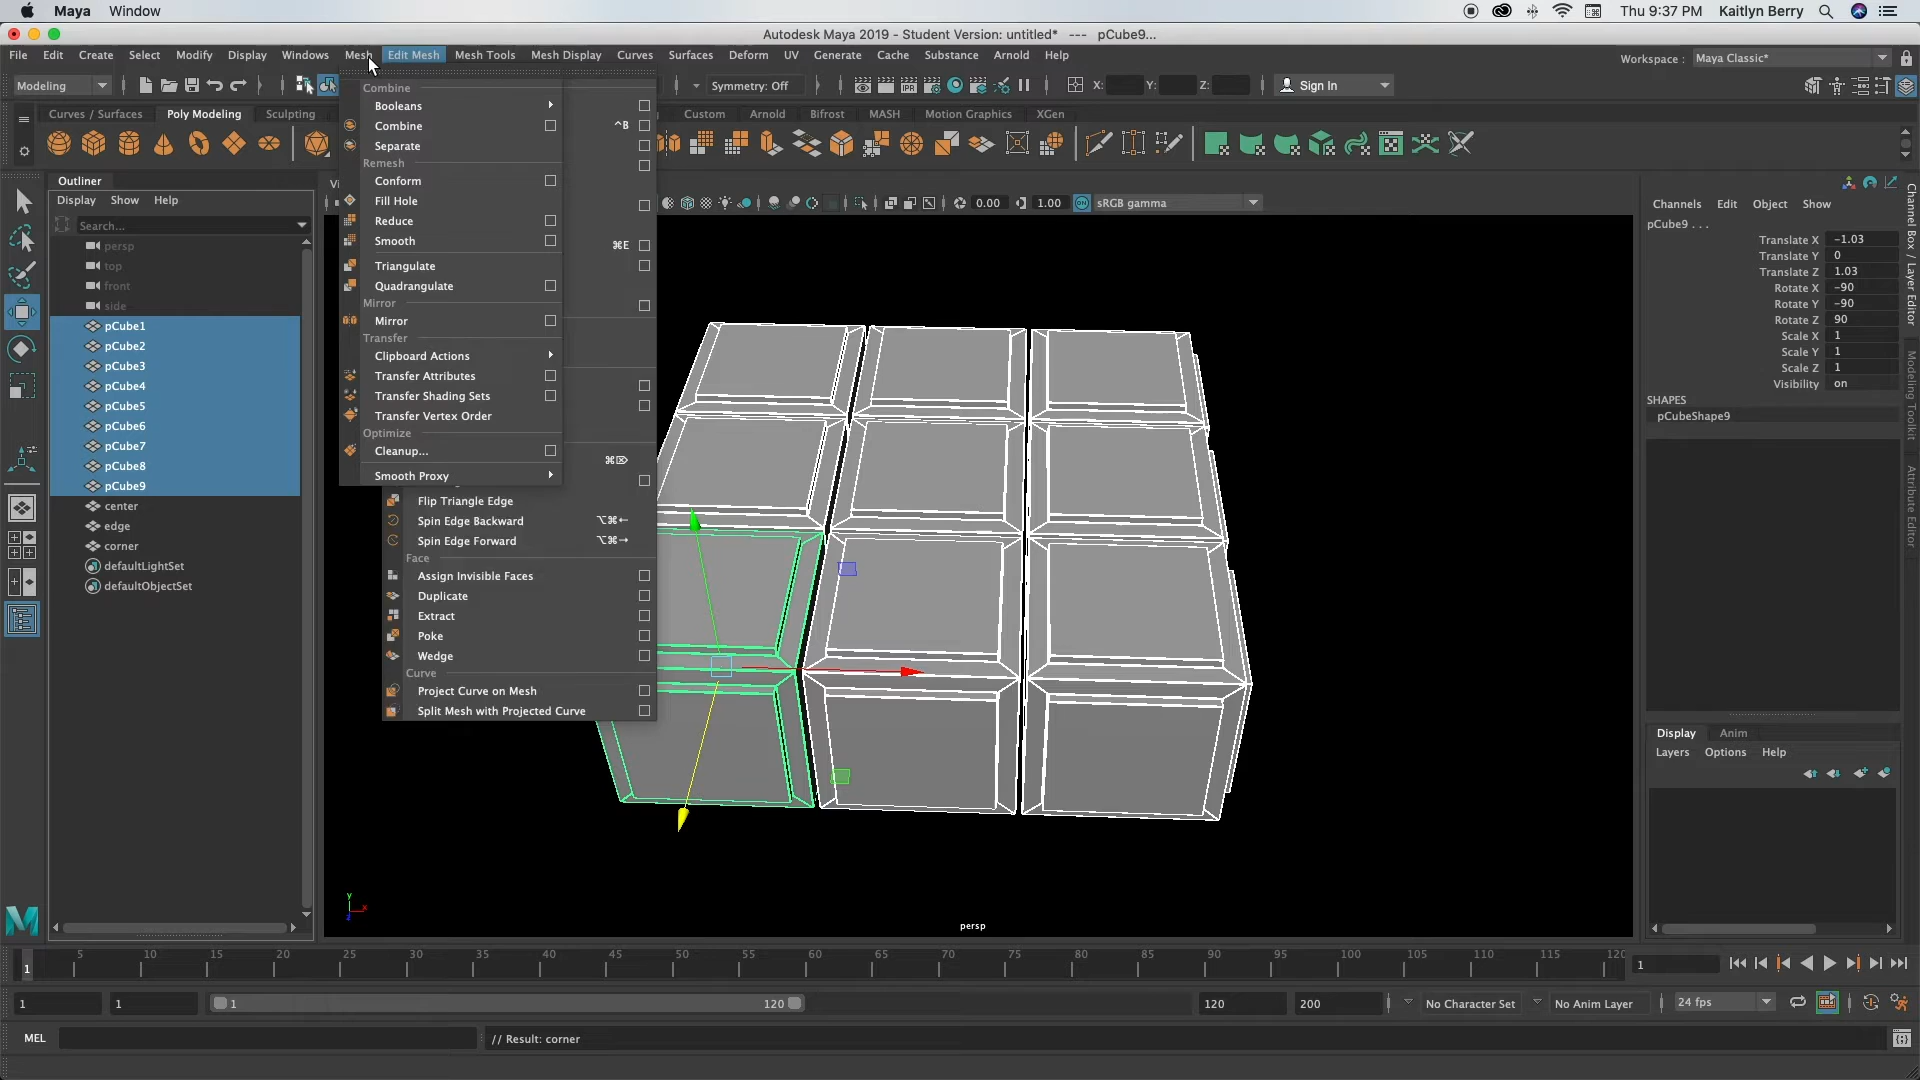 Maya Window Thu 9:37 PM Kaitlyn Berry
Autodesk Maya 2019 - Student Version: untitled* --- pCube9...
File Edit Create Select Modify Display Windows Mesh Edit Mesh Mesh Tools Mesh Display Curves Surfaces Deform UV Generate Cache Substance Arnold Help
Workspace : Maya Classic*
Modeling Symmetry: Off X: Y: Z: Sign In
Curves / Surfaces Poly Modeling Sculpting Custom Arnold Bifrost MASH Motion Graphics XGen
IPR
Outliner
Display Show Help
Search...
persp
top
front
side
pCube1
pCube2
pCube3
pCube4
pCube5
pCube6
pCube7
pCube8
pCube9
center
edge
corner
defaultLightSet
defaultObjectSet
Combine
Booleans
Combine ^B
Separate
Remesh
Conform
Fill Hole
Reduce
Smooth ⌘E
Triangulate
Quadrangulate
Mirror
Mirror
Transfer
Clipboard Actions
Transfer Attributes
Transfer Shading Sets
Transfer Vertex Order
Optimize
Cleanup...
⌘⌦
Smooth Proxy
Flip Triangle Edge
Spin Edge Backward ⌥⌘←
Spin Edge Forward ⌥⌘→
Face
Assign Invisible Faces
Duplicate
Extract
Poke
Wedge
Curve
Project Curve on Mesh
Split Mesh with Projected Curve
0.00 1.00 ON sRGB gamma
y
x
z
persp
Channels Edit Object Show
pCube9 . . .
Translate X -1.03
Translate Y 0
Translate Z 1.03
Rotate X -90
Rotate Y -90
Rotate Z 90
Scale X 1
Scale Y 1
Scale Z 1
Visibility on
SHAPES
pCubeShape9
Channel Box / Layer Editor
Modeling Toolkit
Attribute Editor
Display Anim
Layers Options Help
1 5 10 15 20 25 30 35 40 45 50 55 60 65 70 75 80 85 90 95 100 105 110 115 120 1
1 1 1 120 120 200 No Character Set No Anim Layer 24 fps
MEL // Result: corner